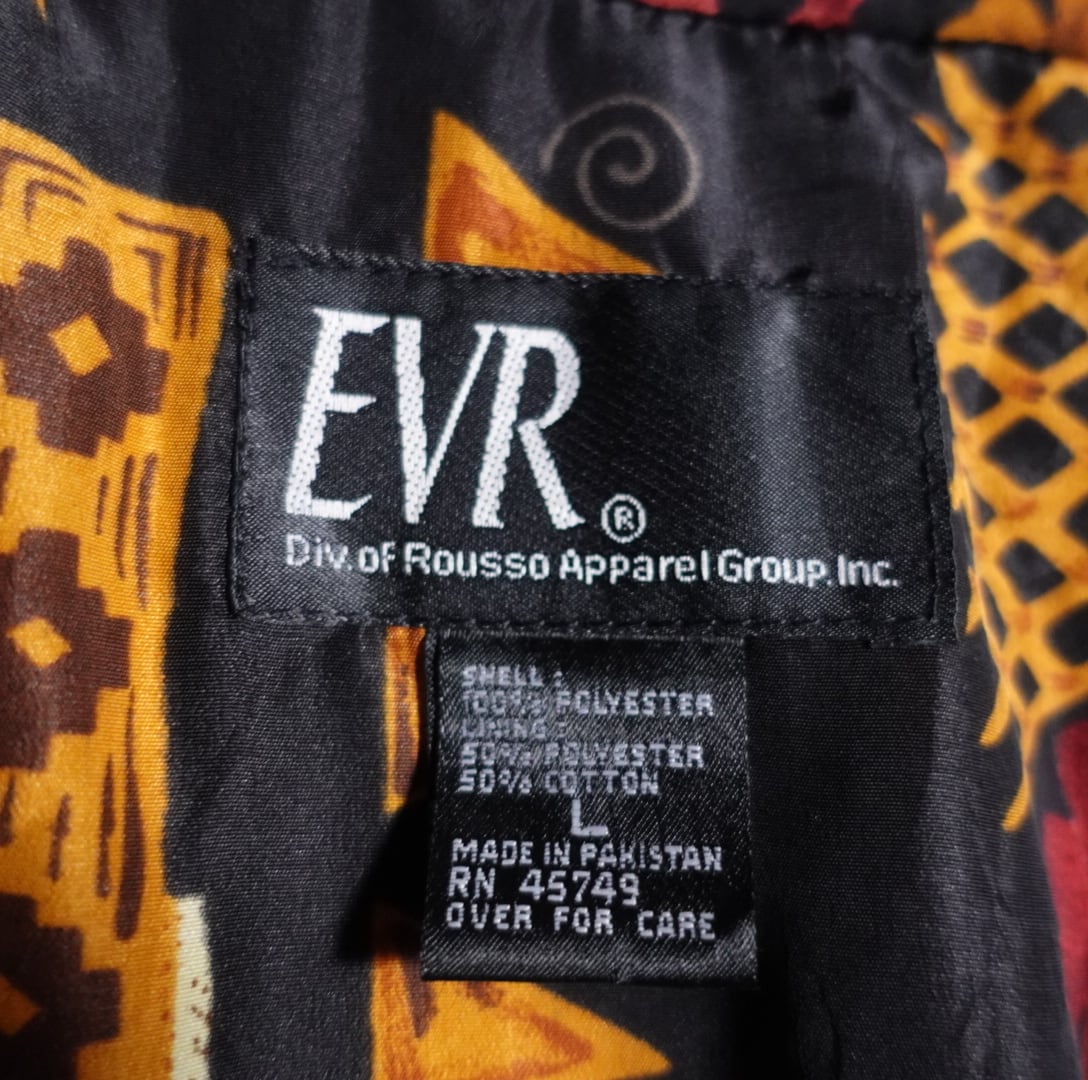 EVR®
Div. of Rousso Apparel Group, Inc.
SHELL:
100% POLYESTER
LINING:
50% POLYESTER
50% COTTON
L
MADE IN PAKISTAN
RN 45749
OVER FOR CARE